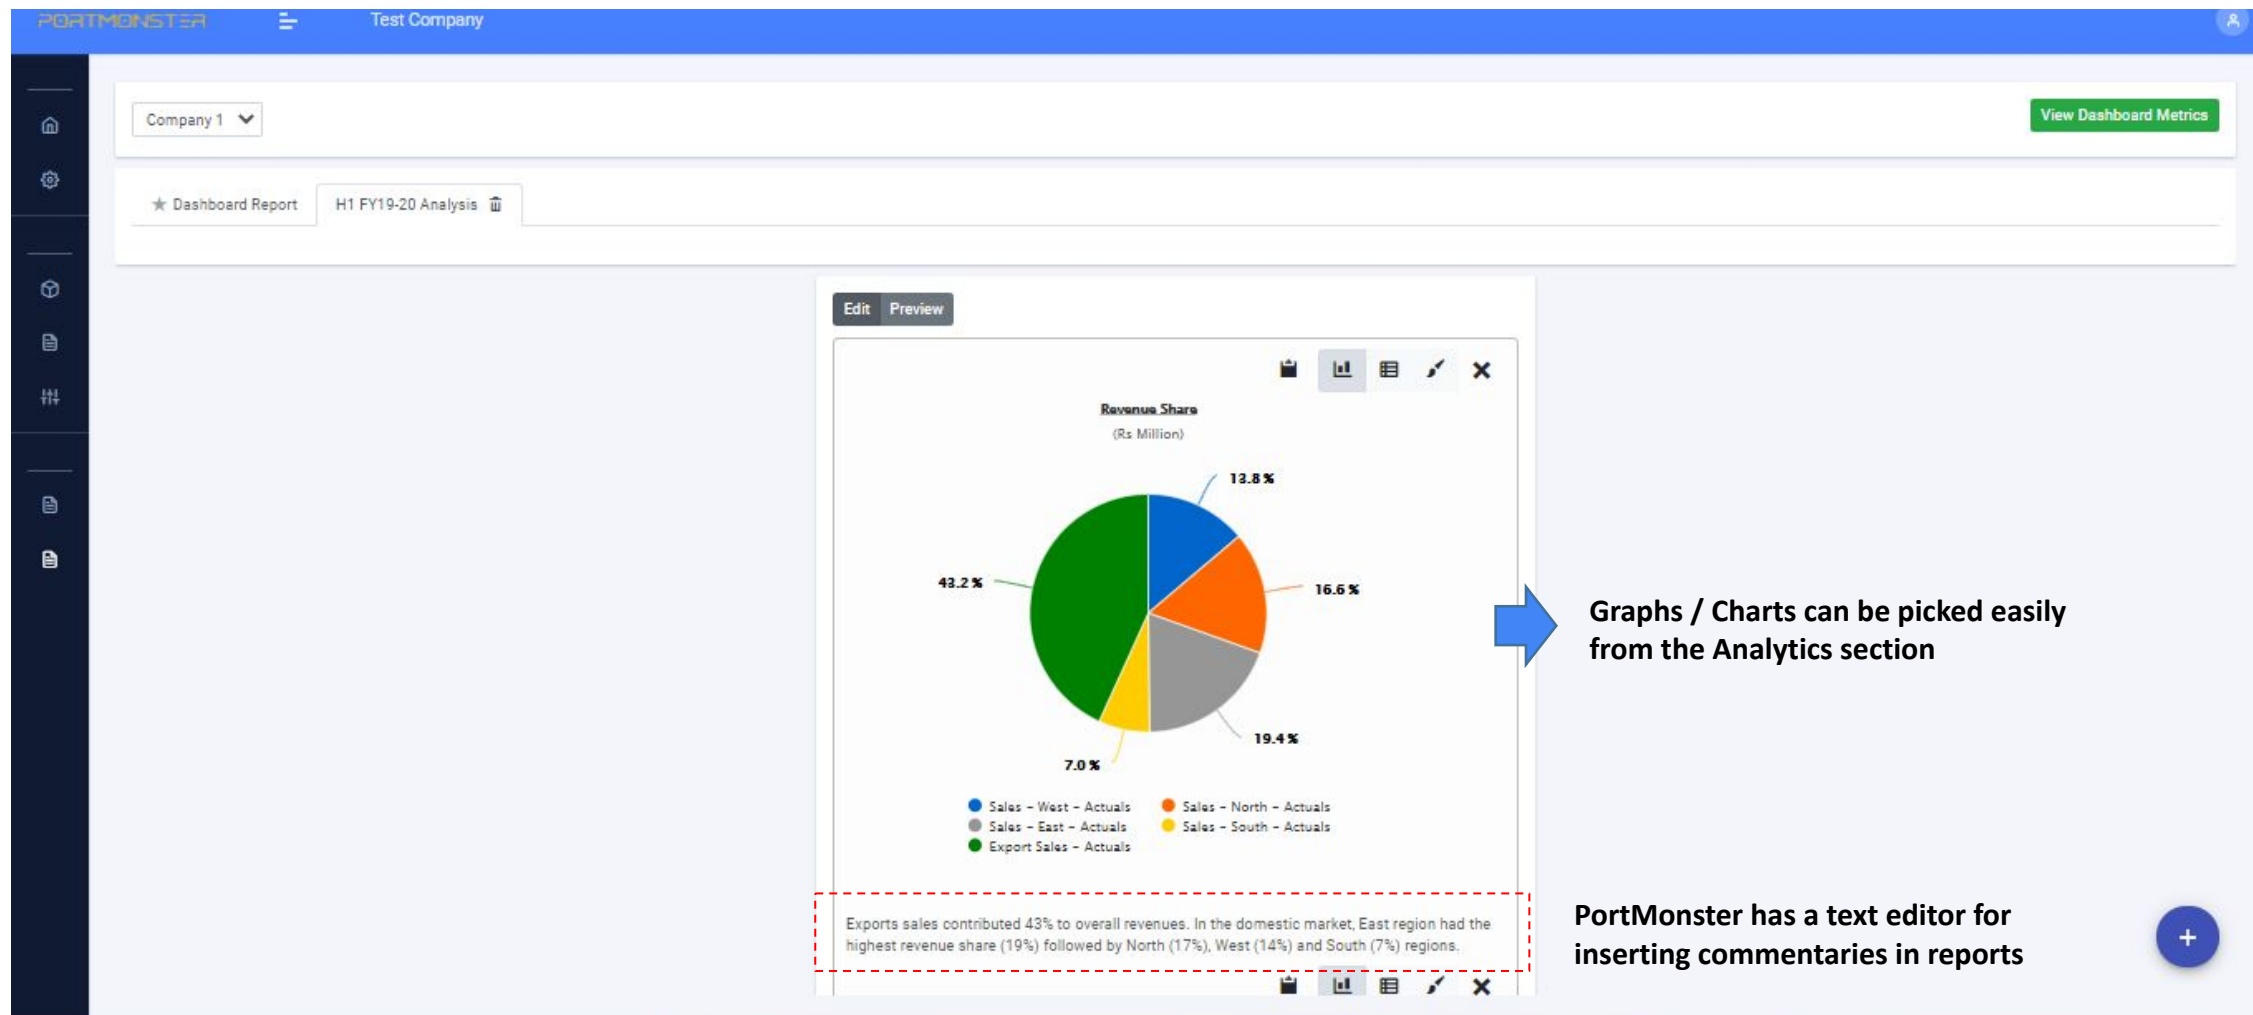 PORTMONSTER
Test Company
Company 1
View Dashboard Metrics
Dashboard Report
H1 FY19-20 Analysis
Edit
Preview
Revenue Share
(Rs Million)
13.8 %
43.2 %
16.6 %
19.4 %
7.0 %
Sales - West - Actuals
Sales - North - Actuals
Sales - East - Actuals
Sales - South - Actuals
Export Sales - Actuals
Graphs / Charts can be picked easily
from the Analytics section
Exports sales contributed 43% to overall revenues. In the domestic market, East region had the
highest revenue share (19%) followed by North (17%), West (14%) and South (7%) regions.
PortMonster has a text editor for
inserting commentaries in reports